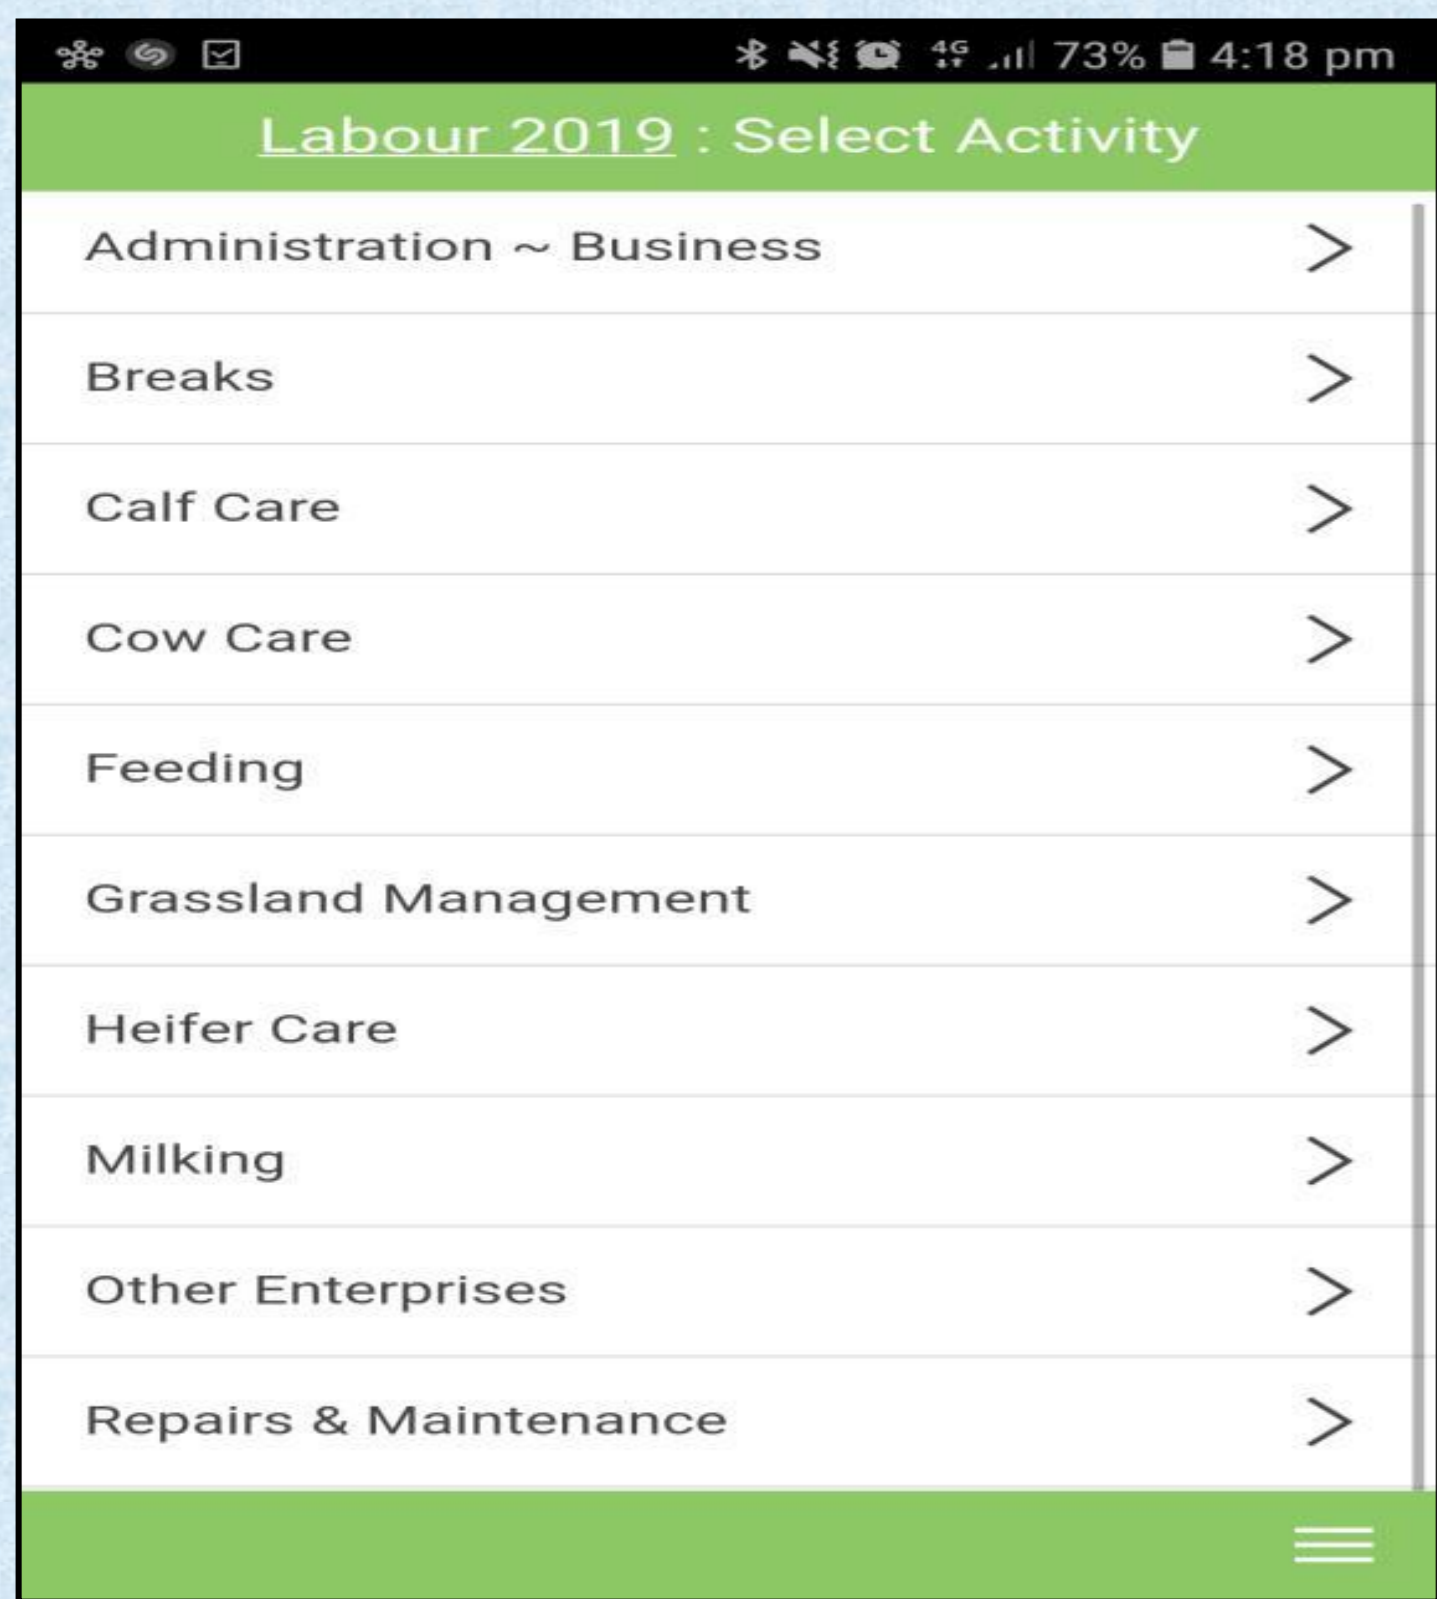 4G 73% 4:18 pm
Labour 2019 : Select Activity
Administration ~ Business
Breaks
Calf Care
Cow Care
Feeding
Grassland Management
Heifer Care
Milking
Other Enterprises
Repairs & Maintenance